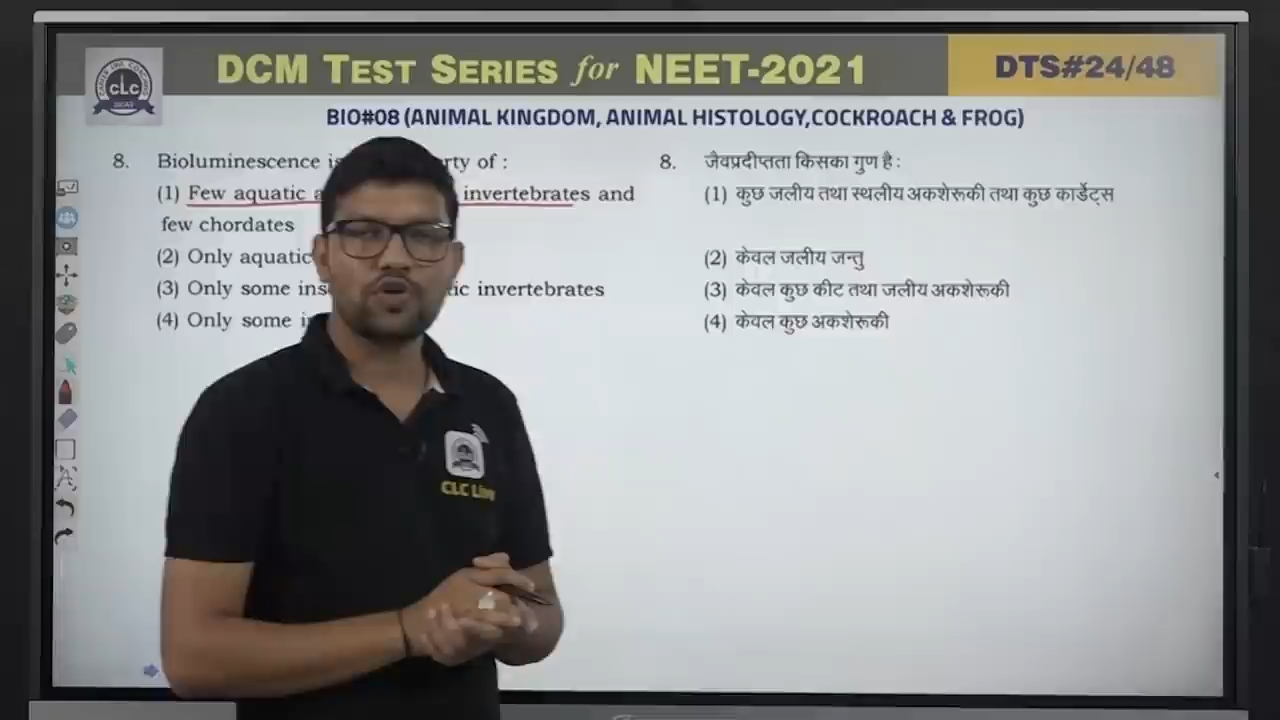 DCM TEST SERIES for NEET-2021
DTS#24/48
CLC
BIO#08 (ANIMAL KINGDOM, ANIMAL HISTOLOGY,COCKROACH & FROG)
8. Bioluminescence is rty of :
(1) Few aquatic a invertebrates and
few chordates
(2) Only aquatic
(3) Only some ins ic invertebrates
(4) Only some i
8. जैवप्रदीप्तता किसका गुण है :
(1) कुछ जलीय तथा स्थलीय अकशेरूकी तथा कुछ कार्डेट्स
(2) केवल जलीय जन्तु
(3) केवल कुछ कीट तथा जलीय अकशेरूकी
(4) केवल कुछ अकशेरूकी
CLC Live